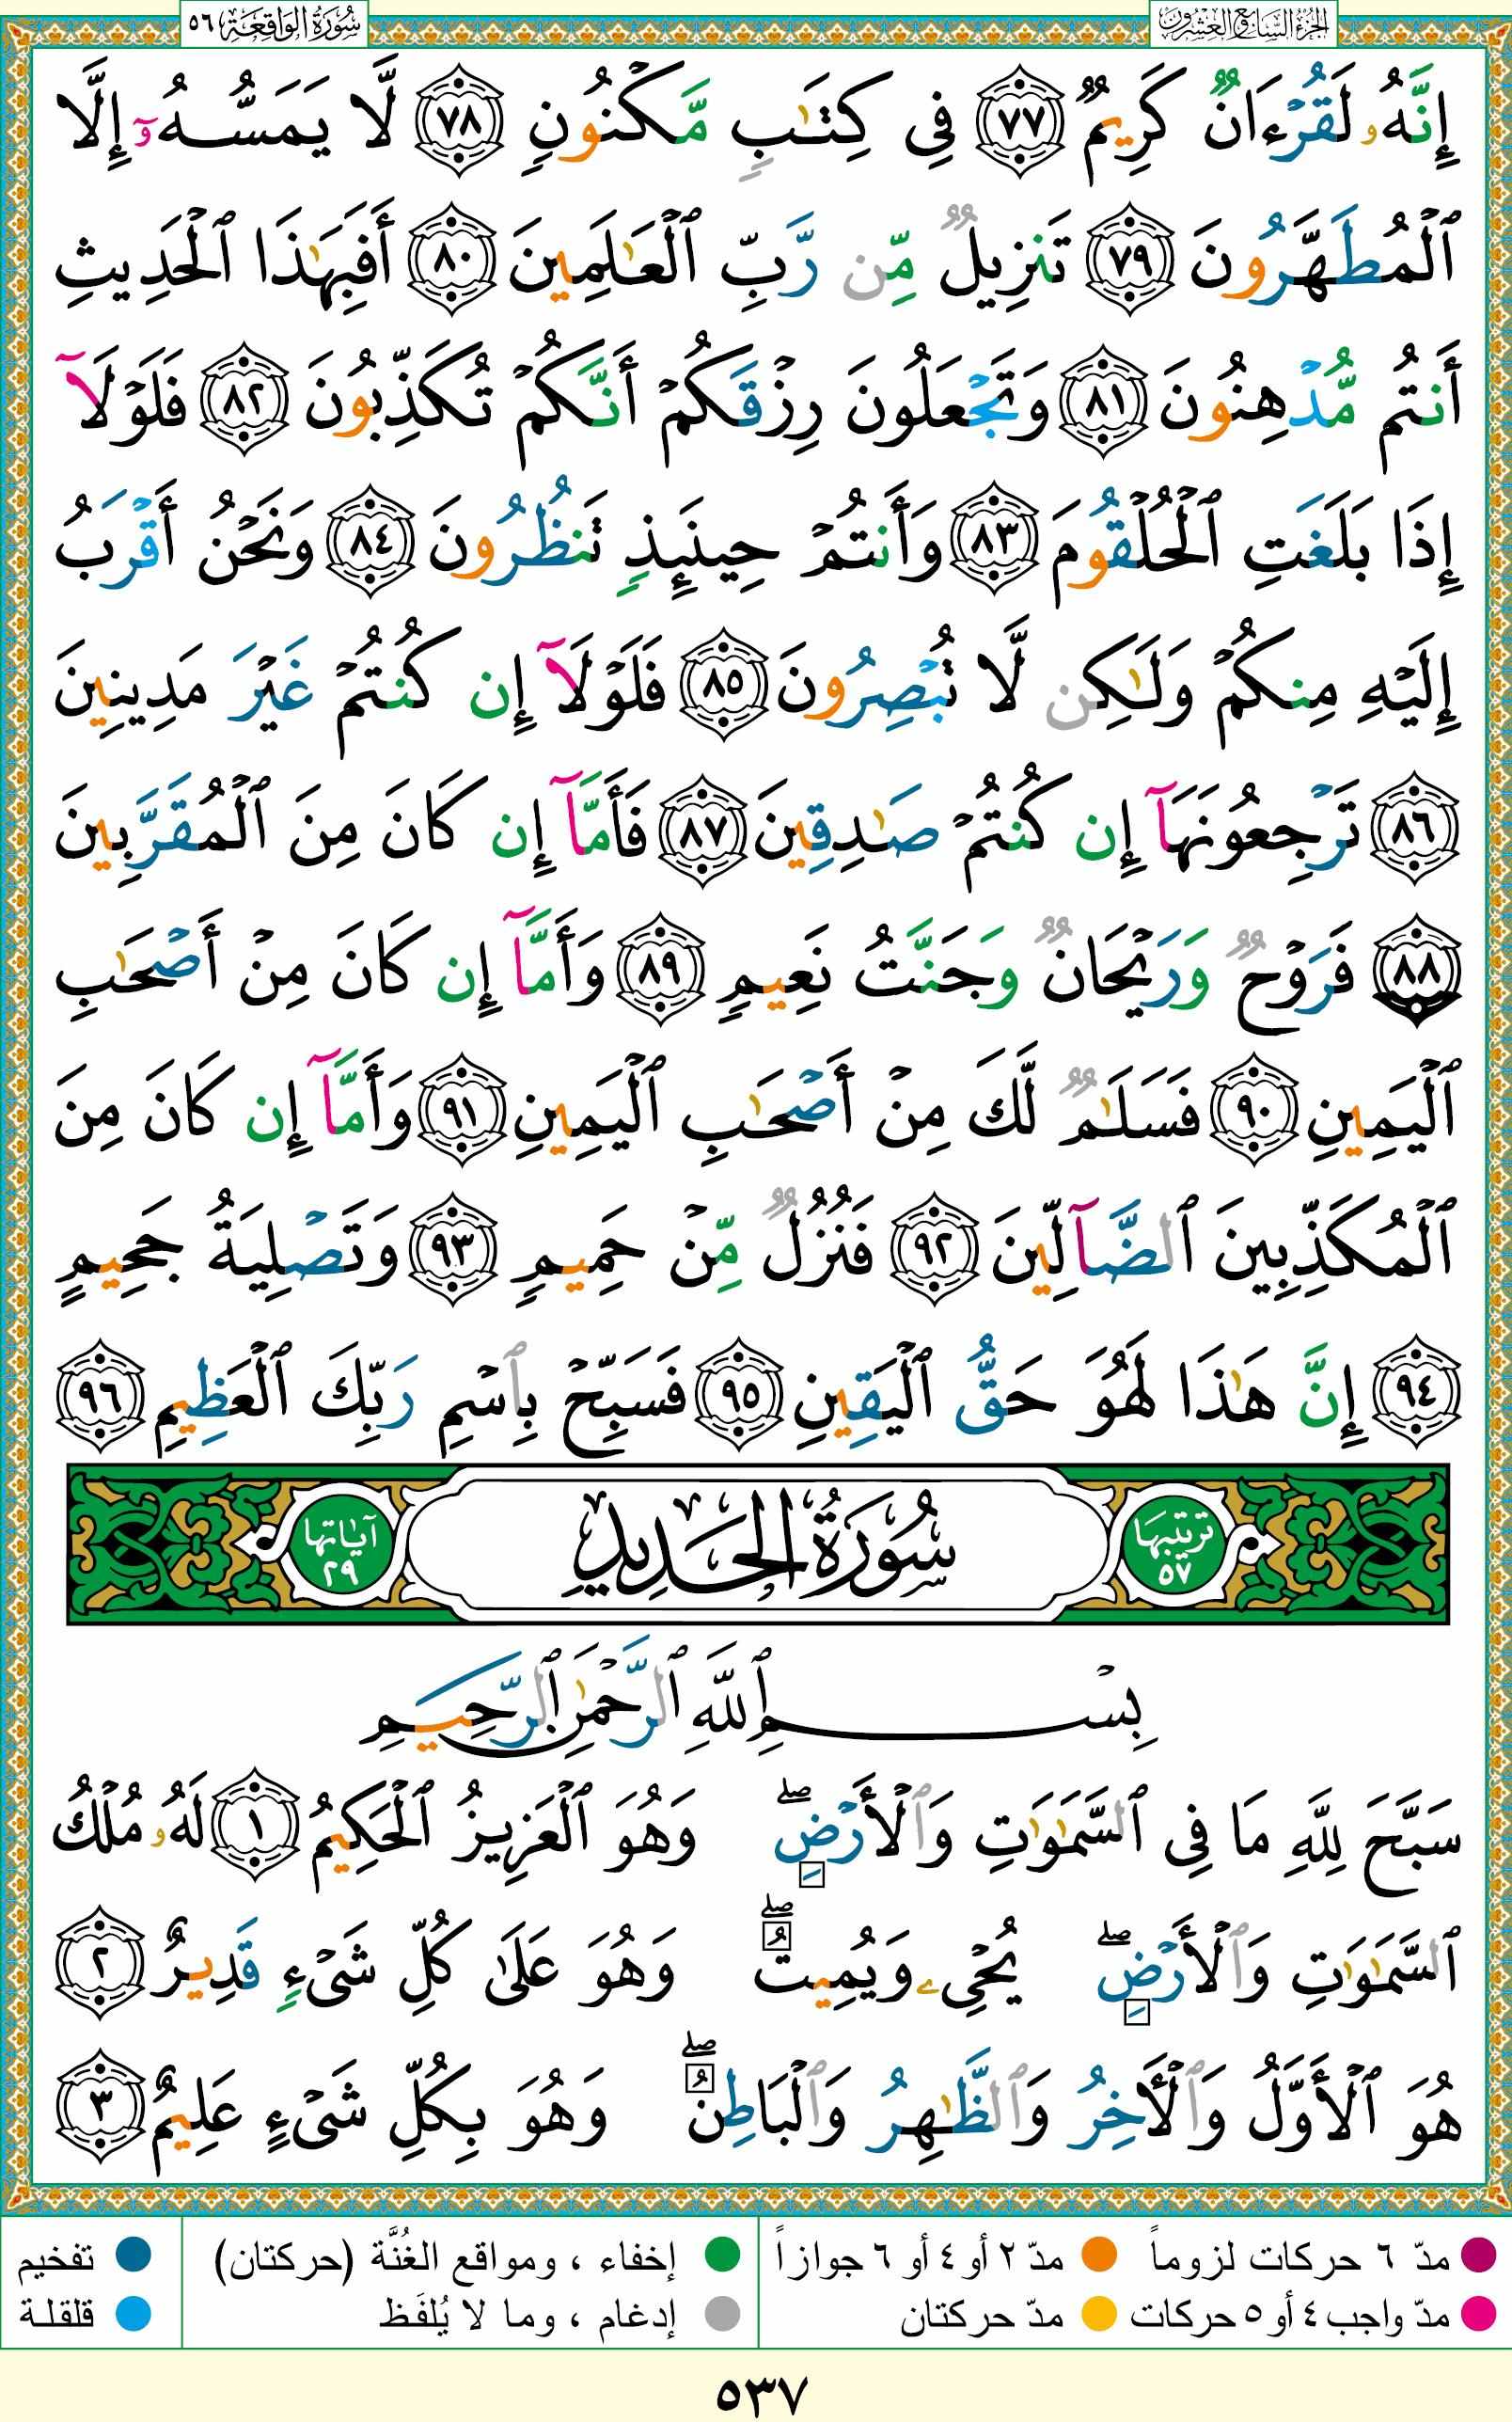 الجزء السابع والعشرون
سورة الواقعة ٥٦
إِنَّهُۥ لَقُرْءَانٌ كَرِيمٌ ٧٧ فِى كِتَٰبٍ مَّكْنُونٍ ٧٨ لَّا يَمَسُّهُۥٓ إِلَّا
ٱلْمُطَهَّرُونَ ٧٩ تَنزِيلٌ مِّن رَّبِّ ٱلْعَٰلَمِينَ ٨٠ أَفَبِهَٰذَا ٱلْحَدِيثِ
أَنتُم مُّدْهِنُونَ ٨١ وَتَجْعَلُونَ رِزْقَكُمْ أَنَّكُمْ تُكَذِّبُونَ ٨٢ فَلَوْلَآ
إِذَا بَلَغَتِ ٱلْحُلْقُومَ ٨٣ وَأَنتُمْ حِينَئِذٍ تَنظُرُونَ ٨٤ وَنَحْنُ أَقْرَبُ
إِلَيْهِ مِنكُمْ وَلَٰكِن لَّا تُبْصِرُونَ ٨٥ فَلَوْلَآ إِن كُنتُمْ غَيْرَ مَدِينِينَ
٨٦ تَرْجِعُونَهَآ إِن كُنتُمْ صَٰدِقِينَ ٨٧ فَأَمَّآ إِن كَانَ مِنَ ٱلْمُقَرَّبِينَ
٨٨ فَرَوْحٌ وَرَيْحَانٌ وَجَنَّتُ نَعِيمٍ ٨٩ وَأَمَّآ إِن كَانَ مِنْ أَصْحَٰبِ
ٱلْيَمِينِ ٩٠ فَسَلَٰمٌ لَّكَ مِنْ أَصْحَٰبِ ٱلْيَمِينِ ٩١ وَأَمَّآ إِن كَانَ مِنَ
ٱلْمُكَذِّبِينَ ٱلضَّآلِّينَ ٩٢ فَنُزُلٌ مِّنْ حَمِيمٍ ٩٣ وَتَصْلِيَةُ جَحِيمٍ
٩٤ إِنَّ هَٰذَا لَهُوَ حَقُّ ٱلْيَقِينِ ٩٥ فَسَبِّحْ بِٱسْمِ رَبِّكَ ٱلْعَظِيمِ ٩٦
ترتيبها ٥٧ سورة الحديد آياتها ٢٩
بِسْمِ ٱللَّهِ ٱلرَّحْمَٰنِ ٱلرَّحِيمِ
سَبَّحَ لِلَّهِ مَا فِى ٱلسَّمَٰوَٰتِ وَٱلْأَرْضِۖ وَهُوَ ٱلْعَزِيزُ ٱلْحَكِيمُ ١ لَهُۥ مُلْكُ
ٱلسَّمَٰوَٰتِ وَٱلْأَرْضِۖ يُحْىِۦ وَيُمِيتُۖ وَهُوَ عَلَىٰ كُلِّ شَىْءٍ قَدِيرٌ ٢
هُوَ ٱلْأَوَّلُ وَٱلْـَٔاخِرُ وَٱلظَّٰهِرُ وَٱلْبَاطِنُۖ وَهُوَ بِكُلِّ شَىْءٍ عَلِيمٌ ٣
مدّ ٦ حركات لزوماً مدّ ٢ أو ٤ أو ٦ جوازاً إخفاء ، ومواقع الغُنَّة (حركتان) تفخيم
مدّ واجب ٤ أو ٥ حركات مدّ حركتان إدغام ، وما لا يُلفَظ قلقلة
٥٣٧